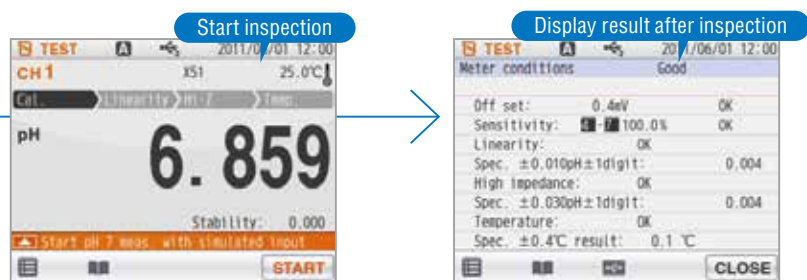 Start inspection
TEST A 2011/06/01 12:00
CH1 X51 25.0℃
Cal. Linearity Hi-Z Temp.
pH 6.859
Stability: 0.000
Start pH 7 meas with simulated input
START
Display result after inspection
TEST A 2011/06/01 12:00
Meter conditions Good
Off set: 0.4mV OK
Sensitivity: 4-7 100.0% OK
Linearity: OK
Spec. ±0.010pH±1digit: 0.004
High impedance: OK
Spec. ±0.030pH±1digit: 0.004
Temperature: OK
Spec. ±0.4℃ result: 0.1 ℃
CLOSE